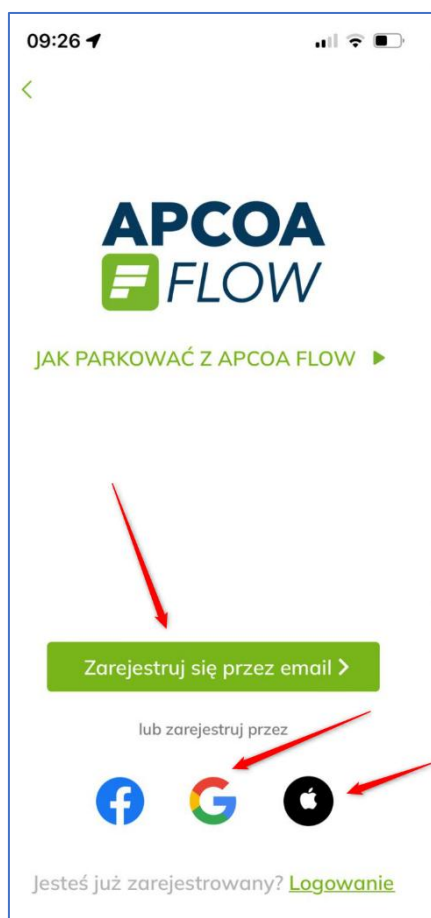 09:26
APCOA
FLOW
JAK PARKOWAĆ Z APCOA FLOW
Zarejestruj się przez email
lub zarejestruj przez
Jesteś już zarejestrowany? Logowanie